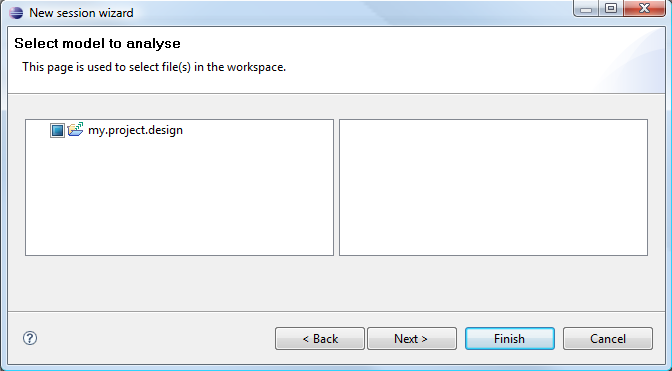 New session wizard
Select model to analyse
This page is used to select file(s) in the workspace.
my.project.design
?
< Back
Next >
Finish
Cancel